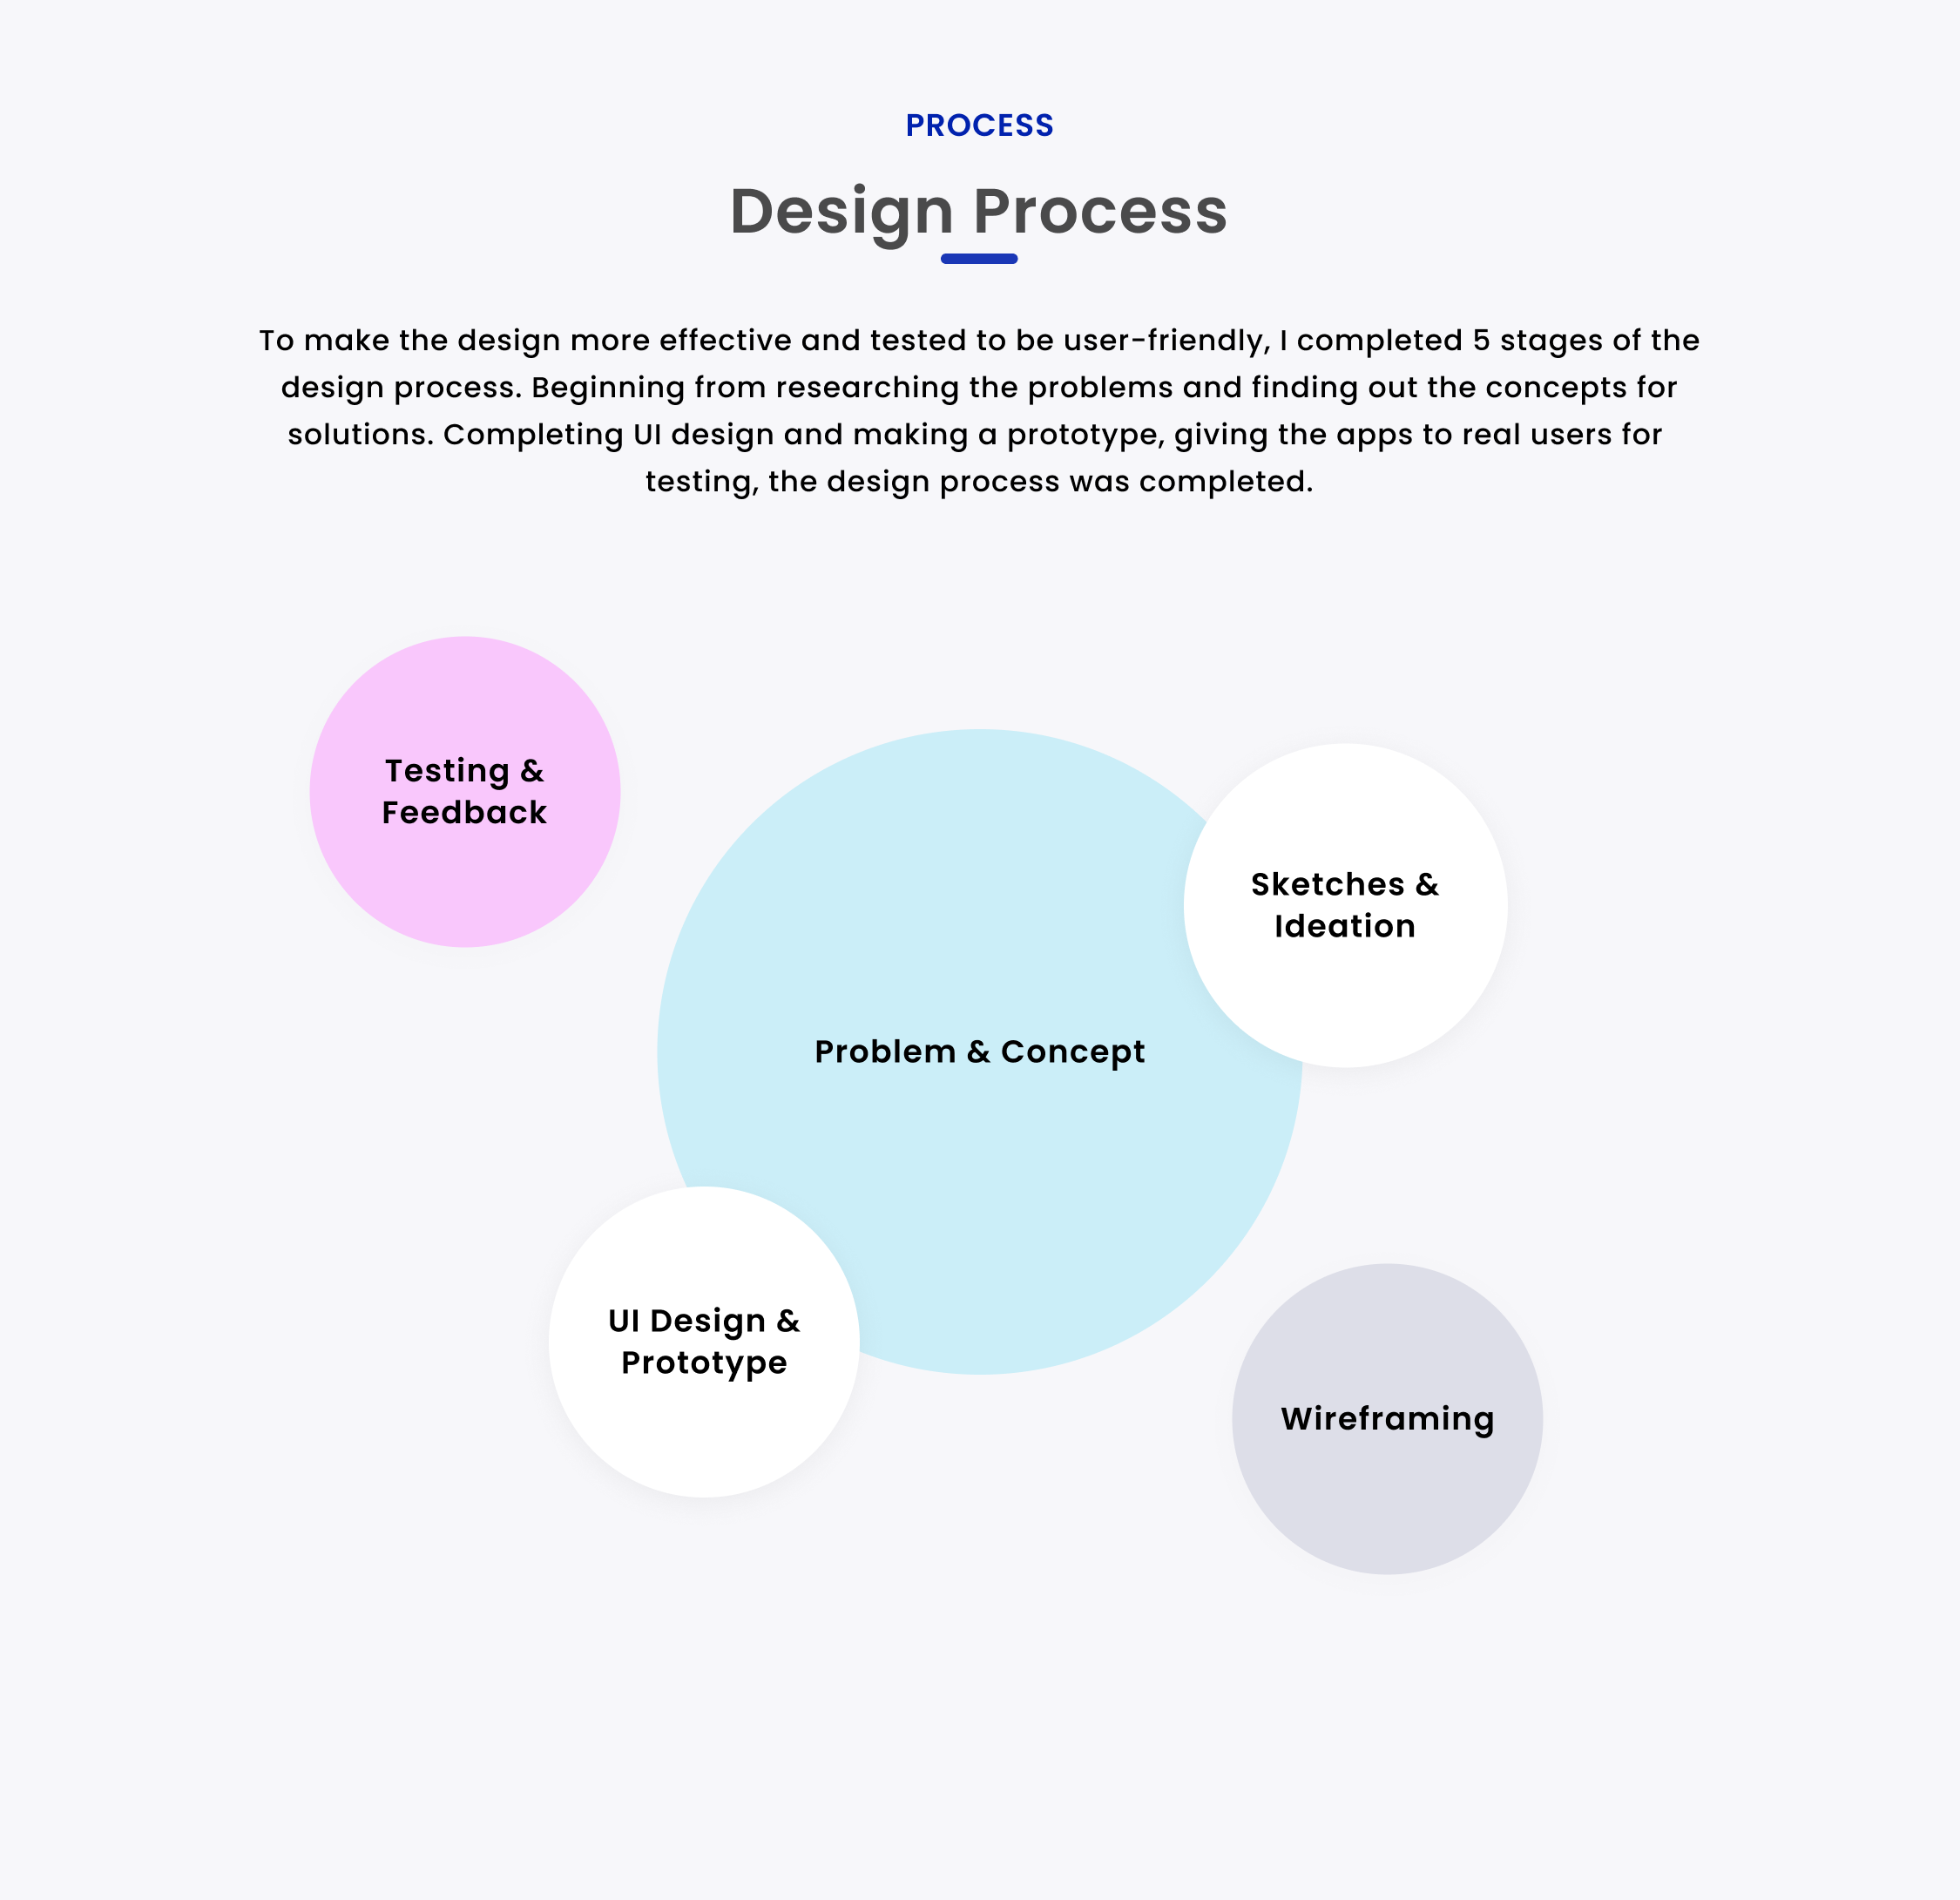 PROCESS
Design Process
To make the design more effective and tested to be user-friendly, I completed 5 stages of the
design process. Beginning from researching the problems and finding out the concepts for
solutions. Completing UI design and making a prototype, giving the apps to real users for
testing, the design process was completed.
Testing &
Feedback
Sketches &
Ideation
Problem & Concept
UI Design &
Prototype
Wireframing